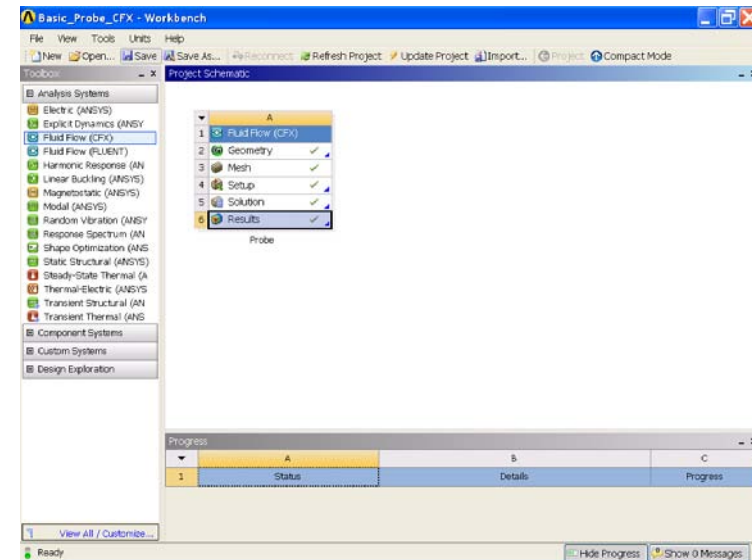 Basic_Probe_CFX - Workbench
File View Tools Units Help
New Open... Save Save As... Reconnect Refresh Project Update Project Import... Project Compact Mode
Toolbox
Project Schematic
Analysis Systems
Electric (ANSYS)
Explicit Dynamics (ANSY
Fluid Flow (CFX)
Fluid Flow (FLUENT)
Harmonic Response (AN
Linear Buckling (ANSYS)
Magnetostatic (ANSYS)
Modal (ANSYS)
Random Vibration (ANSY
Response Spectrum (AN
Shape Optimization (ANS
Static Structural (ANSYS)
Steady-State Thermal (A
Thermal-Electric (ANSYS
Transient Structural (AN
Transient Thermal (ANS
Component Systems
Custom Systems
Design Exploration
View All / Customize...
A
1 Fluid Flow (CFX)
2 Geometry
3 Mesh
4 Setup
5 Solution
6 Results
Probe
Progress
A B C
1 Status Details Progress
Ready
Hide Progress Show 0 Messages